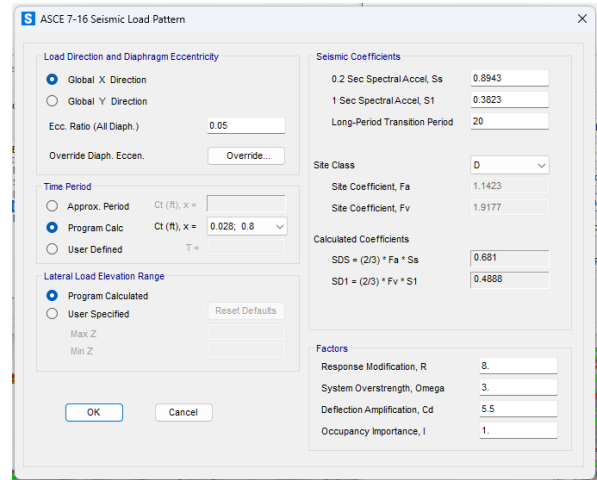 S ASCE 7-16 Seismic Load Pattern
Load Direction and Diaphragm Eccentricity
Global X Direction
Global Y Direction
Ecc. Ratio (All Diaph.) 0.05
Override Diaph. Eccen. Override...
Time Period
Approx. Period Ct (ft), x =
Program Calc Ct (ft), x = 0.028; 0.8
User Defined T =
Lateral Load Elevation Range
Program Calculated
User Specified Reset Defaults
Max Z
Min Z
OK Cancel
Seismic Coefficients
0.2 Sec Spectral Accel, Ss 0.8943
1 Sec Spectral Accel, S1 0.3823
Long-Period Transition Period 20
Site Class D
Site Coefficient, Fa 1.1423
Site Coefficient, Fv 1.9177
Calculated Coefficients
SDS = (2/3) * Fa * Ss 0.681
SD1 = (2/3) * Fv * S1 0.4888
Factors
Response Modification, R 8.
System Overstrength, Omega 3.
Deflection Amplification, Cd 5.5
Occupancy Importance, I 1.